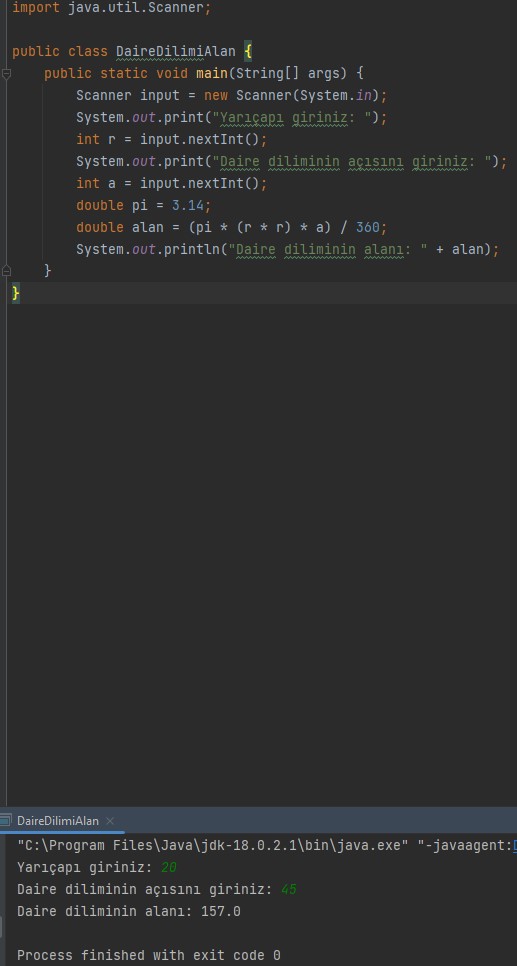 import java.util.Scanner;
public class DaireDilimiAlan {
public static void main(String[] args) {
Scanner input = new Scanner(System.in);
System.out.print("Yarıçapı giriniz: ");
int r = input.nextInt();
System.out.print("Daire diliminin açısını giriniz: ");
int a = input.nextInt();
double pi = 3.14;
double alan = (pi * (r * r) * a) / 360;
System.out.println("Daire diliminin alanı: " + alan);
}
}
DaireDilimiAlan ×
"C:\Program Files\Java\jdk-18.0.2.1\bin\java.exe" "-javaagent:
Yarıçapı giriniz: 20
Daire diliminin açısını giriniz: 45
Daire diliminin alanı: 157.0
Process finished with exit code 0